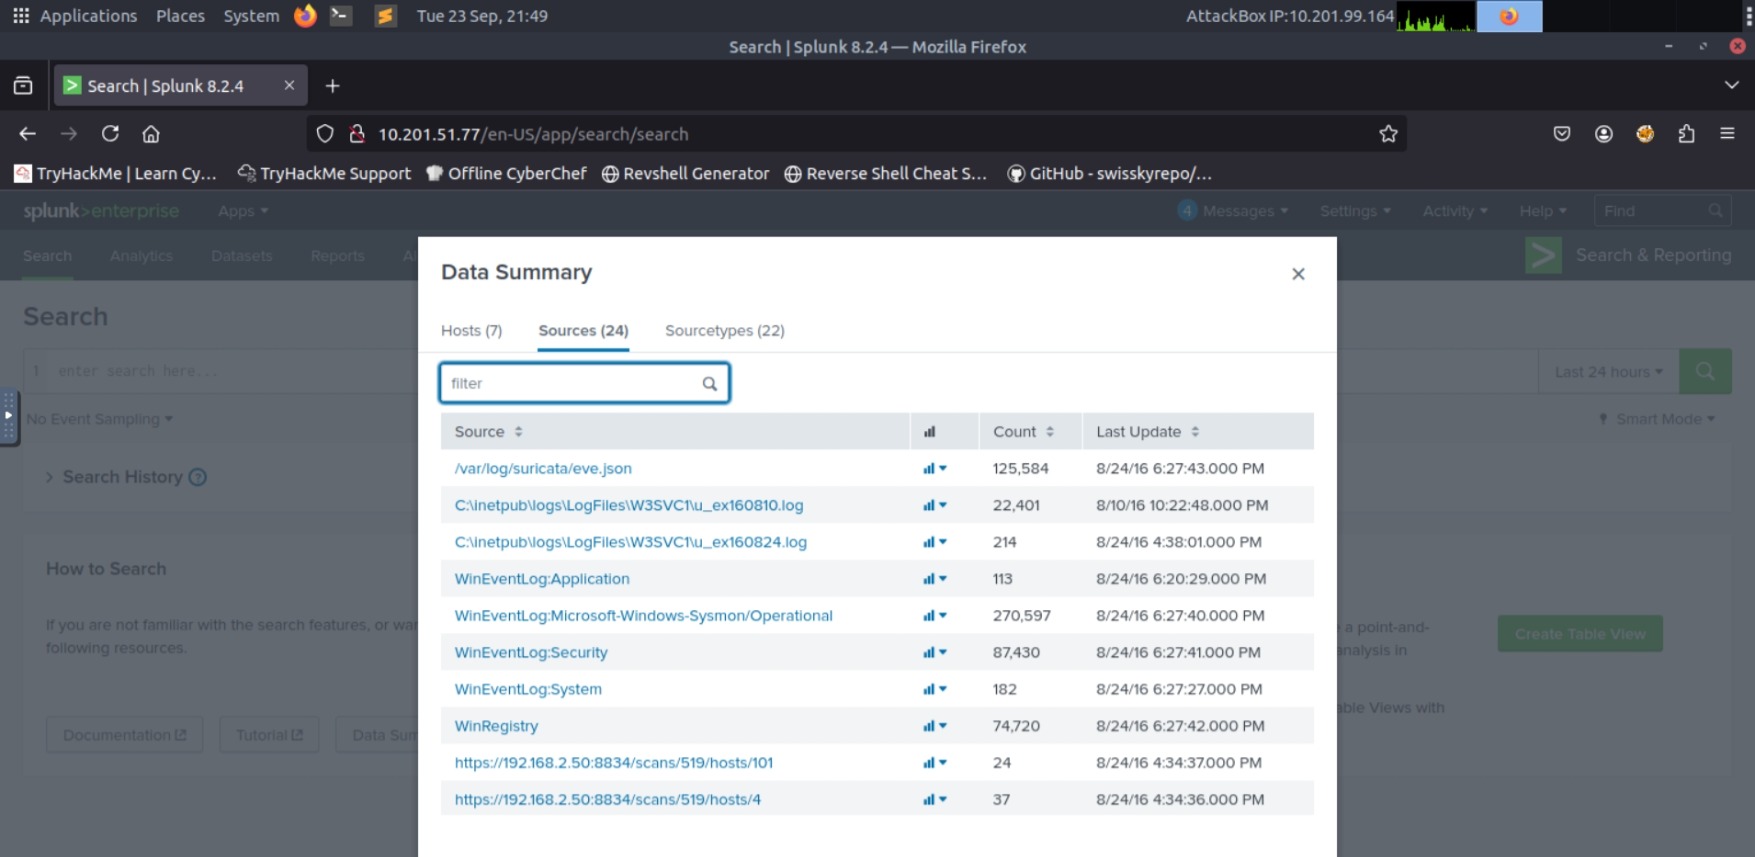 Applications Places System Tue 23 Sep, 21:49 AttackBox IP:10.201.99.164
Search | Splunk 8.2.4 — Mozilla Firefox
Search | Splunk 8.2.4
10.201.51.77/en-US/app/search/search
TryHackMe | Learn Cy... TryHackMe Support Offline CyberChef Revshell Generator Reverse Shell Cheat S... GitHub - swisskyrepo/...
splunk>enterprise Apps 4 Messages Settings Activity Help Find
Search Analytics Datasets Reports Al Search & Reporting
Data Summary
Hosts (7) Sources (24) Sourcetypes (22)
Search
1 enter search here... Last 24 hours
filter
No Event Sampling Smart Mode
Source Count Last Update
/var/log/suricata/eve.json 125,584 8/24/16 6:27:43.000 PM
Search History ?
C:\inetpub\logs\LogFiles\W3SVC1\u_ex160810.log 22,401 8/10/16 10:22:48.000 PM
C:\inetpub\logs\LogFiles\W3SVC1\u_ex160824.log 214 8/24/16 4:38:01.000 PM
How to Search
WinEventLog:Application 113 8/24/16 6:20:29.000 PM
WinEventLog:Microsoft-Windows-Sysmon/Operational 270,597 8/24/16 6:27:40.000 PM
If you are not familiar with the search features, or a point-and-
following resources. analysis in
Create Table View
WinEventLog:Security 87,430 8/24/16 6:27:41.000 PM
WinEventLog:System 182 8/24/16 6:27:27.000 PM
Views with
WinRegistry 74,720 8/24/16 6:27:42.000 PM
Documentation Tutorial Data Sum
https://192.168.2.50:8834/scans/519/hosts/101 24 8/24/16 4:34:37.000 PM
https://192.168.2.50:8834/scans/519/hosts/4 37 8/24/16 4:34:36.000 PM